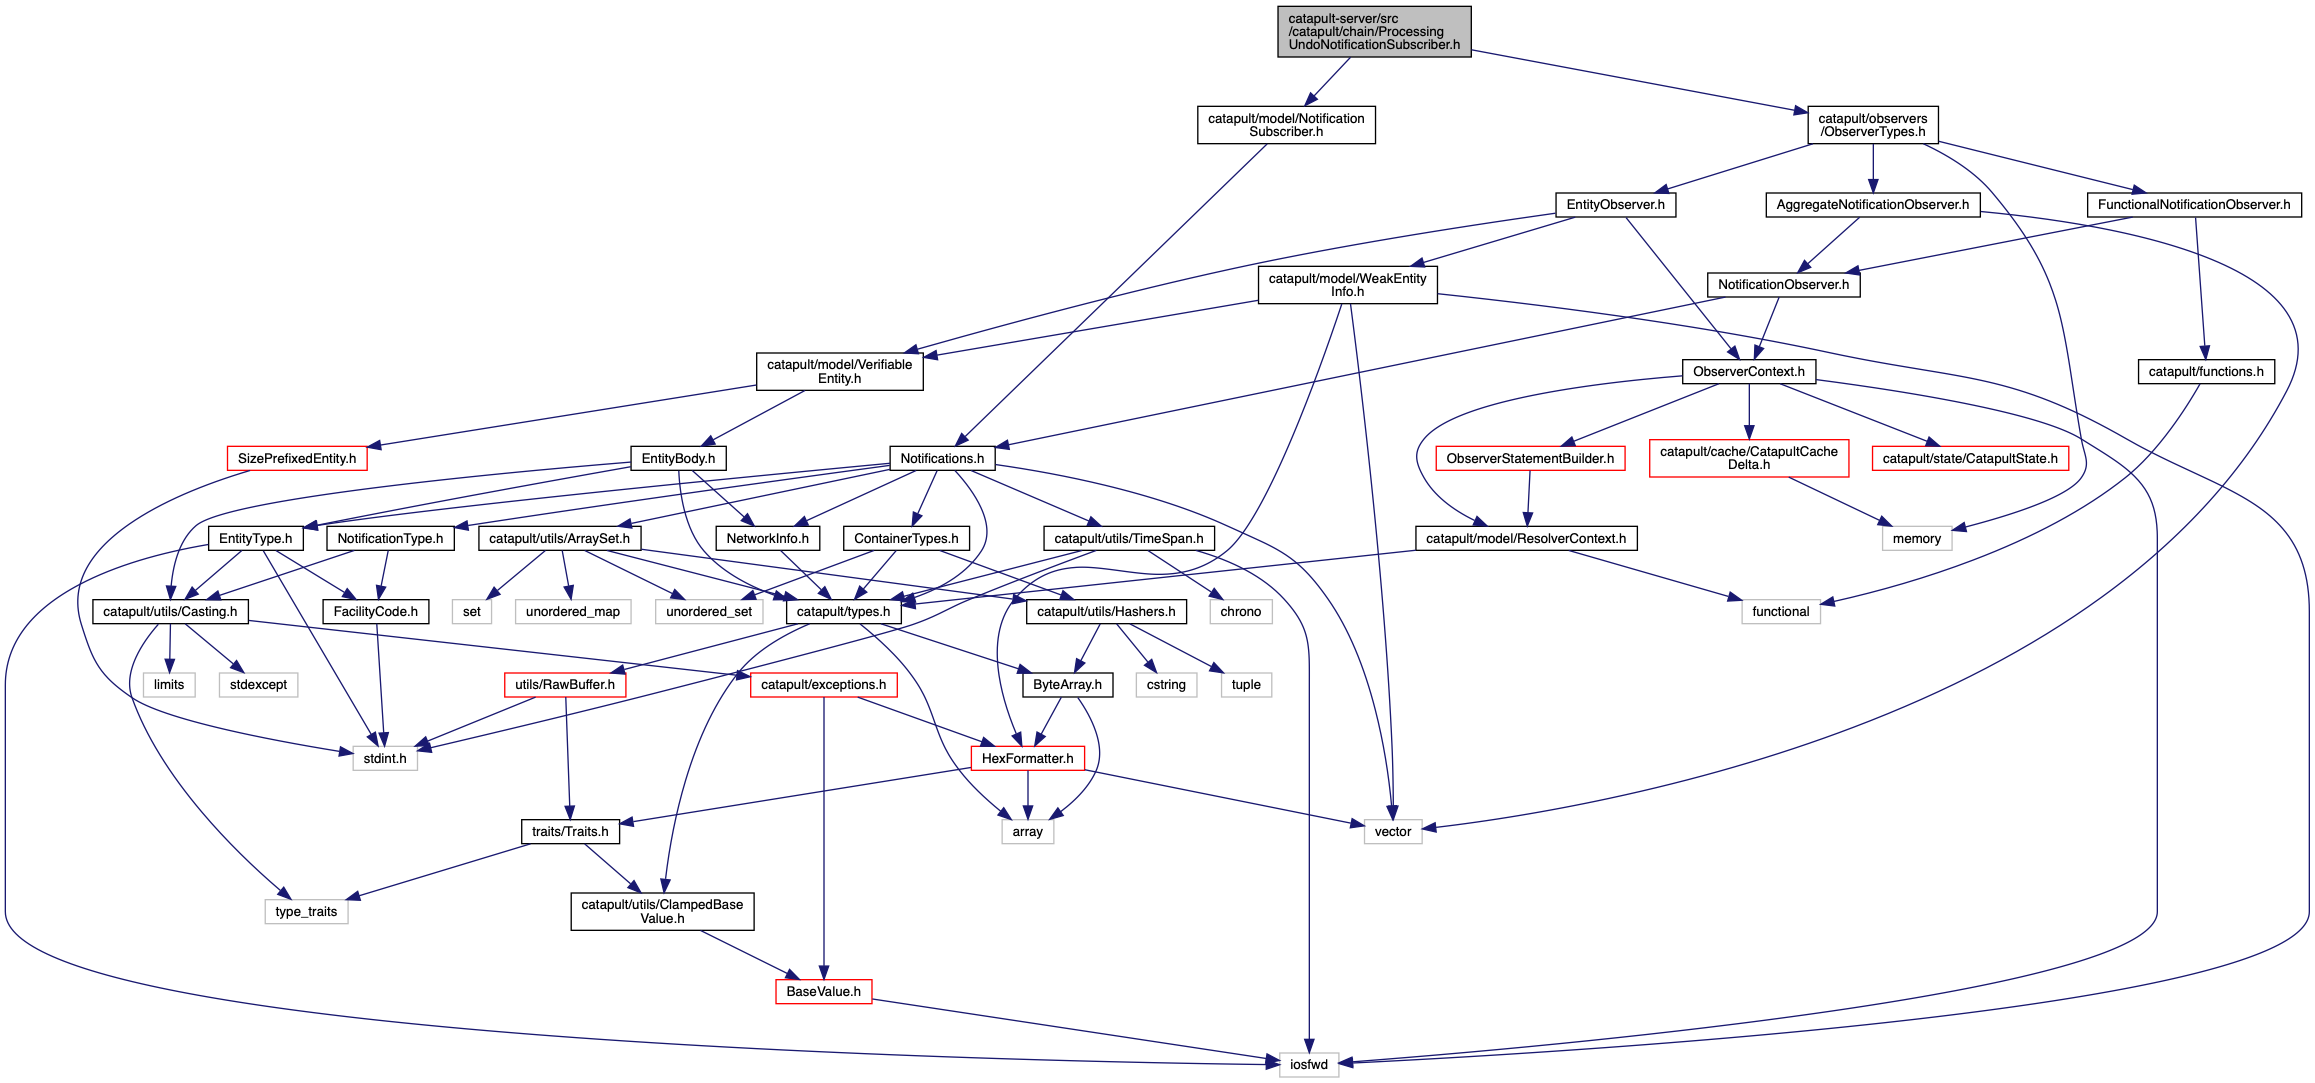 catapult-server/src
/catapult/chain/Processing
UndoNotificationSubscriber.h
catapult/model/Notification
Subscriber.h
catapult/observers
/ObserverTypes.h
EntityObserver.h
AggregateNotificationObserver.h
FunctionalNotificationObserver.h
catapult/model/WeakEntity
Info.h
NotificationObserver.h
catapult/model/Verifiable
Entity.h
ObserverContext.h
catapult/functions.h
SizePrefixedEntity.h
EntityBody.h
Notifications.h
ObserverStatementBuilder.h
catapult/cache/CatapultCache
Delta.h
catapult/state/CatapultState.h
EntityType.h
NotificationType.h
catapult/utils/ArraySet.h
NetworkInfo.h
ContainerTypes.h
catapult/utils/TimeSpan.h
catapult/model/ResolverContext.h
memory
catapult/utils/Casting.h
FacilityCode.h
set
unordered_map
unordered_set
catapult/types.h
catapult/utils/Hashers.h
chrono
functional
limits
stdexcept
utils/RawBuffer.h
catapult/exceptions.h
ByteArray.h
cstring
tuple
stdint.h
HexFormatter.h
traits/Traits.h
array
vector
type_traits
catapult/utils/ClampedBase
Value.h
BaseValue.h
iosfwd